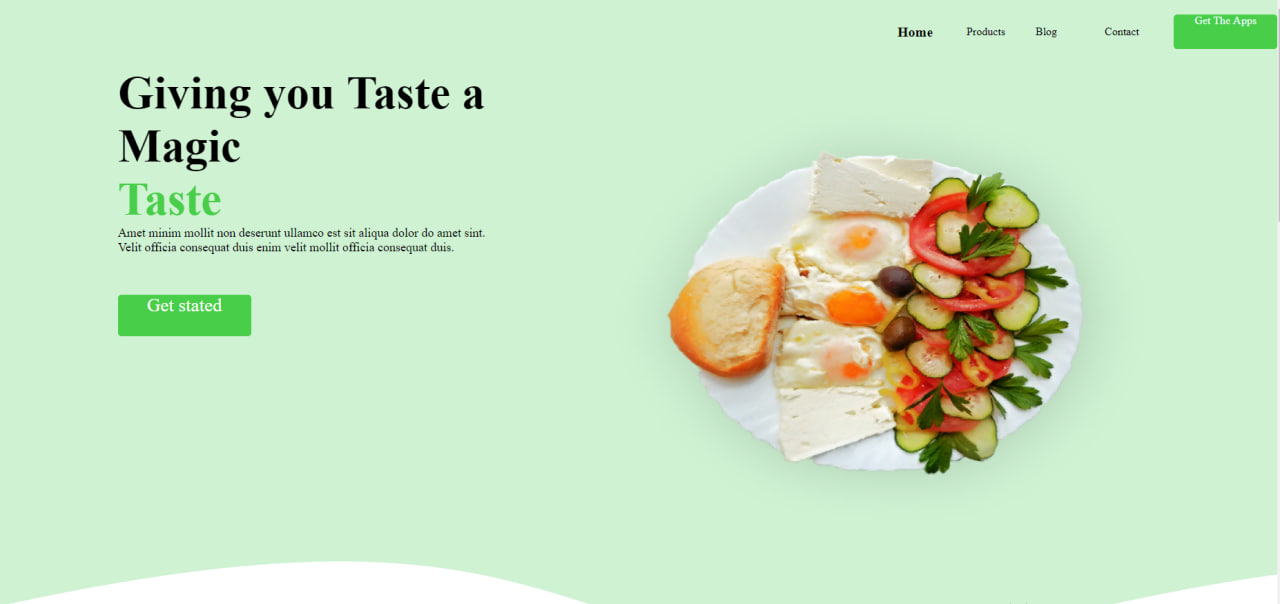 Get The Apps
Home Products Blog Contact
Giving you Taste a
Magic
Taste
Amet minim mollit non deserunt ullamco est sit aliqua dolor do amet sint.
Velit officia consequat duis enim velit mollit officia consequat duis.
Get stated